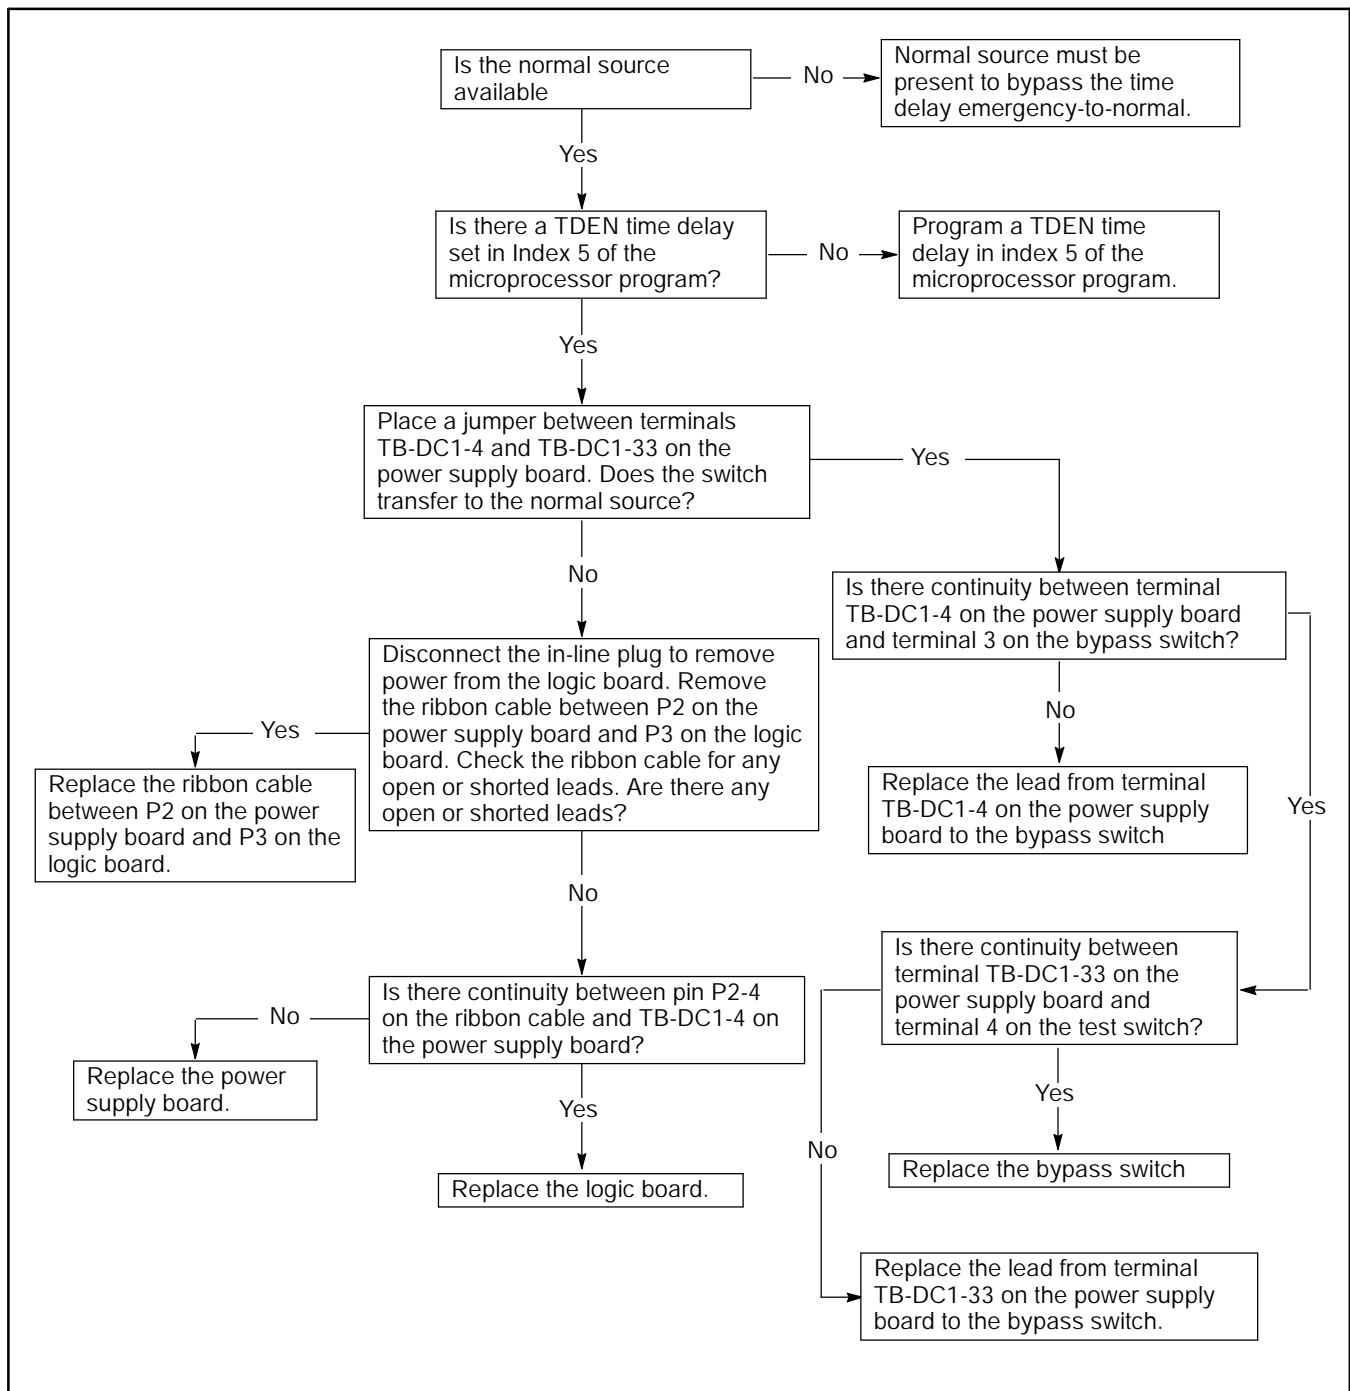 Is the normal source
available
No
Normal source must be
present to bypass the time
delay emergency-to-normal.
Yes
Is there a TDEN time delay
set in Index 5 of the
microprocessor program?
No
Program a TDEN time
delay in index 5 of the
microprocessor program.
Yes
Place a jumper between terminals
TB-DC1-4 and TB-DC1-33 on the
power supply board. Does the switch
transfer to the normal source?
Yes
No
Is there continuity between terminal
TB-DC1-4 on the power supply board
and terminal 3 on the bypass switch?
Disconnect the in-line plug to remove
power from the logic board. Remove
the ribbon cable between P2 on the
power supply board and P3 on the logic
board. Check the ribbon cable for any
open or shorted leads. Are there any
open or shorted leads?
Yes
No
Replace the ribbon cable
between P2 on the power
supply board and P3 on the
logic board.
Replace the lead from terminal
TB-DC1-4 on the power supply
board to the bypass switch
Yes
No
Is there continuity between
terminal TB-DC1-33 on the
power supply board and
terminal 4 on the test switch?
Is there continuity between pin P2-4
on the ribbon cable and TB-DC1-4 on
the power supply board?
No
Replace the power
supply board.
Yes
Yes
No
Replace the bypass switch
Replace the logic board.
Replace the lead from terminal
TB-DC1-33 on the power supply
board to the bypass switch.